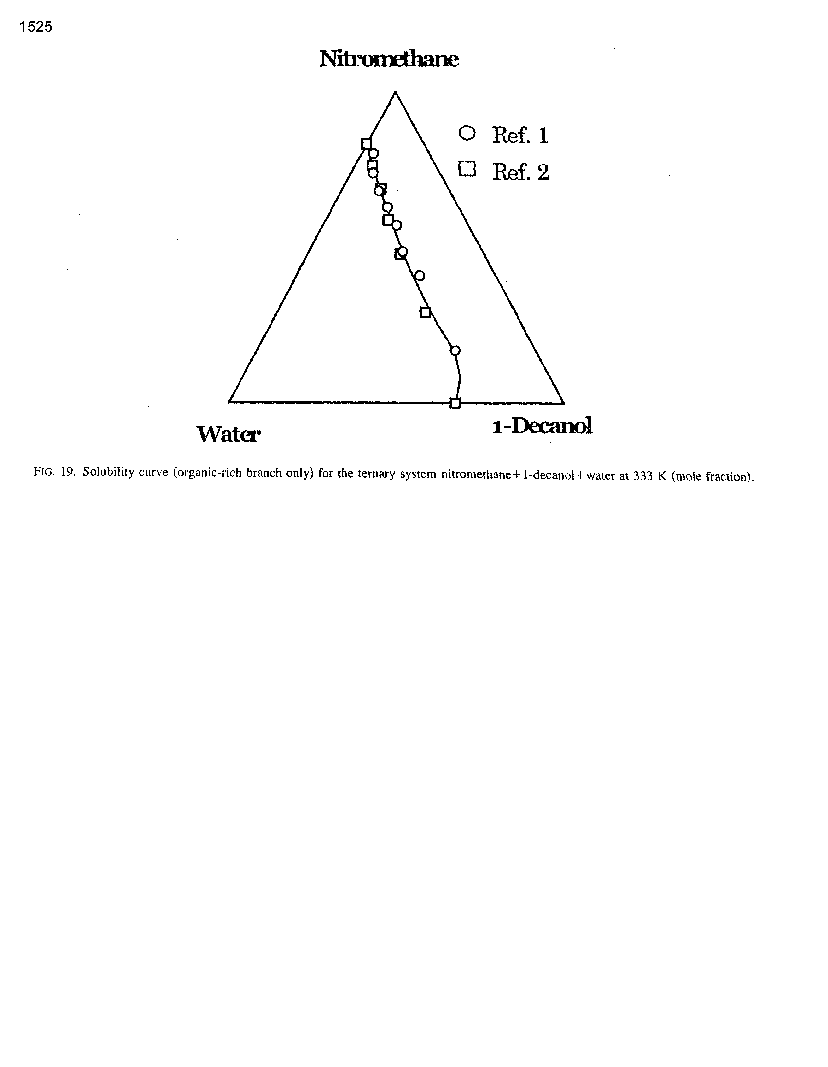 1525
Nitromethane
Ref. 1
Ref. 2
Water
1-Decanol
FIG. 19. Solubility curve (organic-rich branch only) for the ternary system nitromethane+1-decanol+water at 333 K (mole fraction).